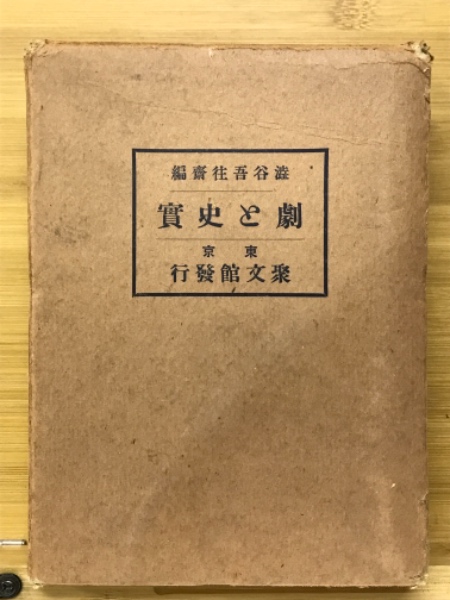 澁谷吾往齋編
劇と史實
東京
聚文館發行